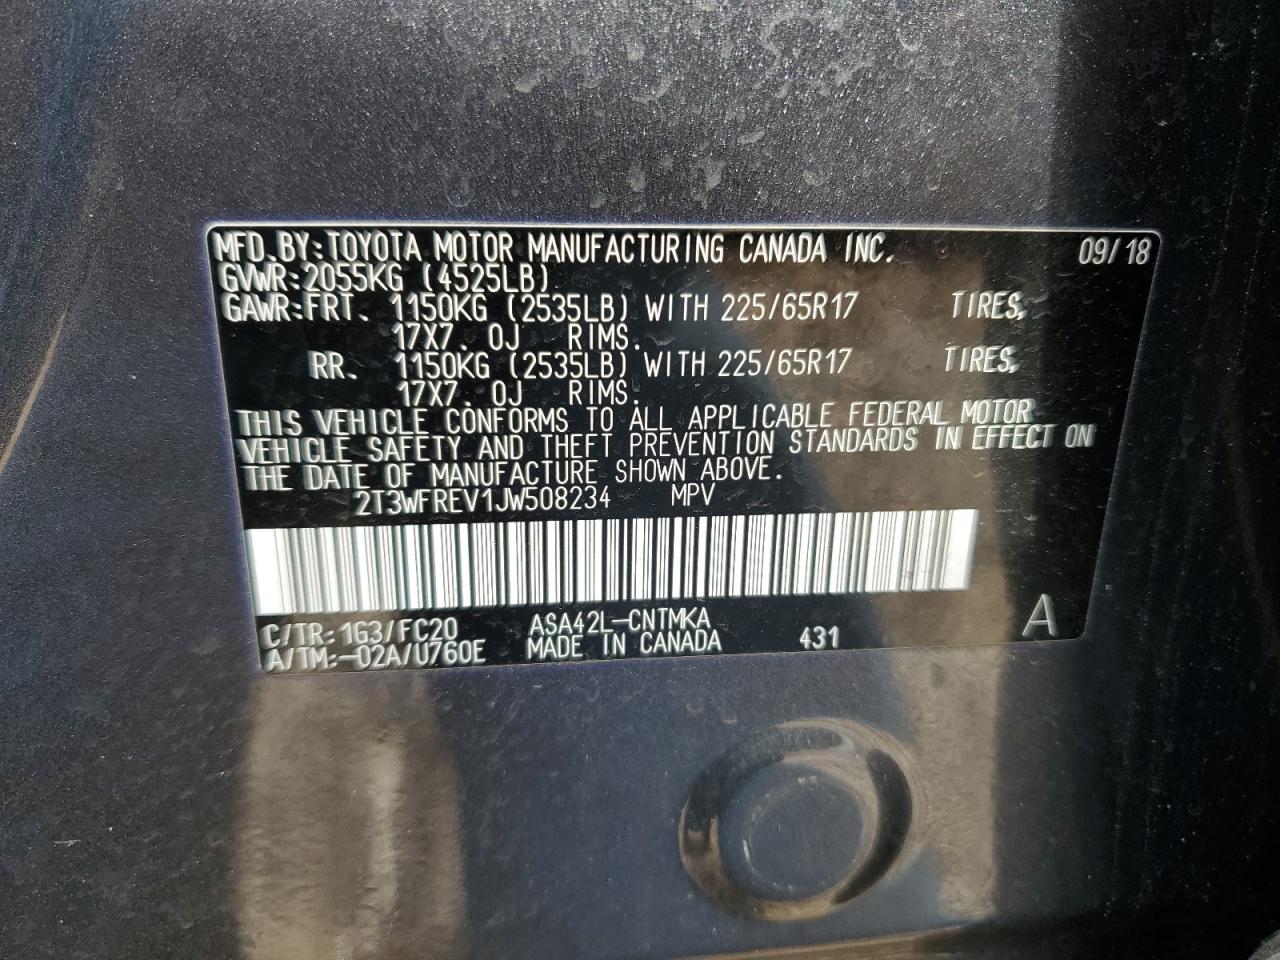 MFD.BY:TOYOTA MOTOR MANUFACTURING CANADA INC. 09/18
GVWR:2055KG (4525LB)
GAWR:FRT. 1150KG (2535LB) WITH 225/65R17 TIRES,
17X7.0J RIMS.
RR. 1150KG (2535LB) WITH 225/65R17 TIRES,
17X7.0J RIMS.
THIS VEHICLE CONFORMS TO ALL APPLICABLE FEDERAL MOTOR
VEHICLE SAFETY AND THEFT PREVENTION STANDARDS IN EFFECT ON
THE DATE OF MANUFACTURE SHOWN ABOVE.
2T3WFREV1JW508234 MPV
C/TR:1G3/FC20 ASA42L-CNTMKA A
A/TM:-02A/U760E MADE IN CANADA 431